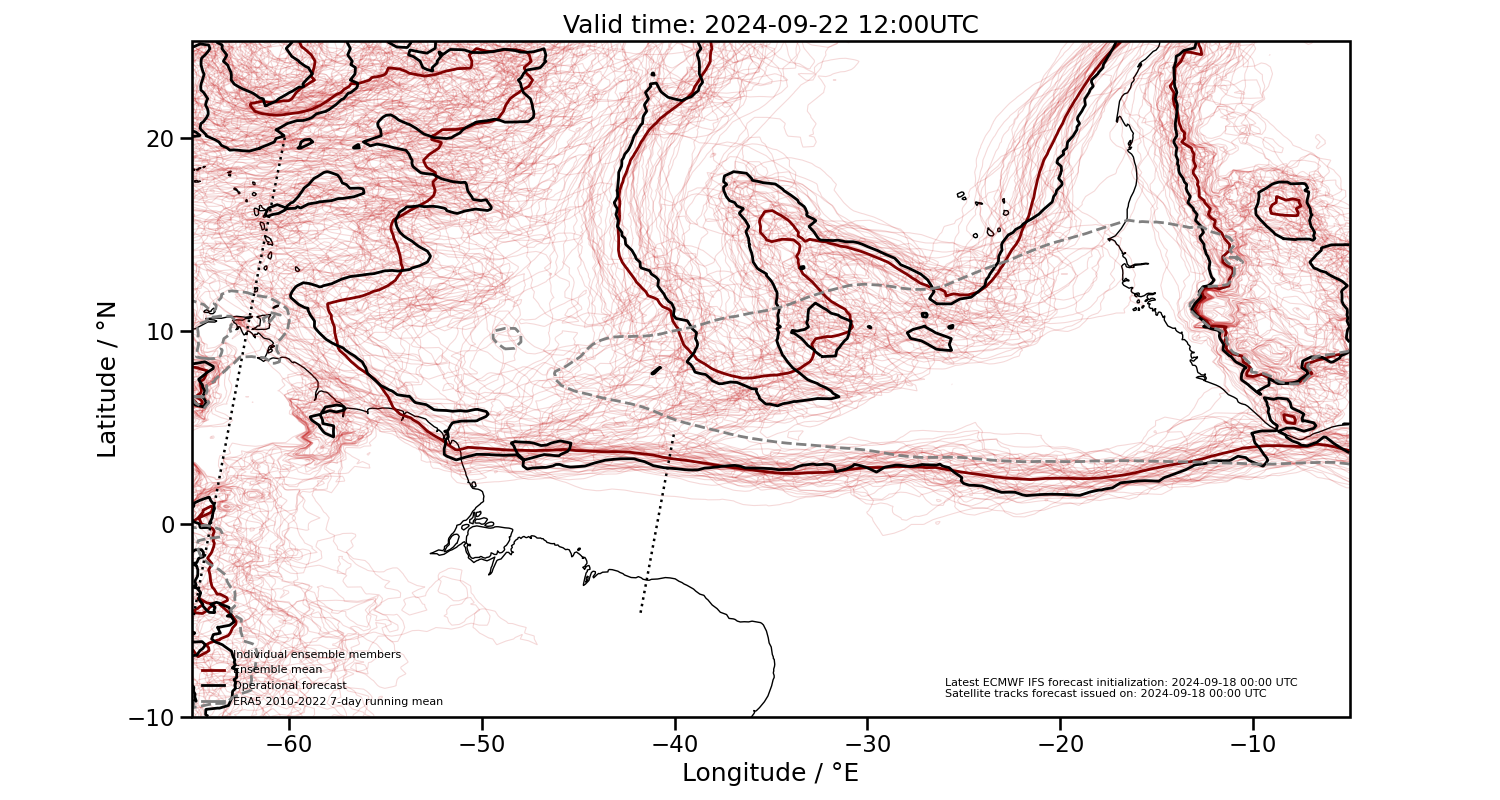 Valid time: 2024-09-22 12:00UTC
Latitude / °N
20
10
0
−10
Individual ensemble members
Ensemble mean
Operational forecast
ERA5 2010-2022 7-day running mean
Latest ECMWF IFS forecast initialization: 2024-09-18 00:00 UTC
Satellite tracks forecast issued on: 2024-09-18 00:00 UTC
−60
−50
−40
−30
−20
−10
Longitude / °E